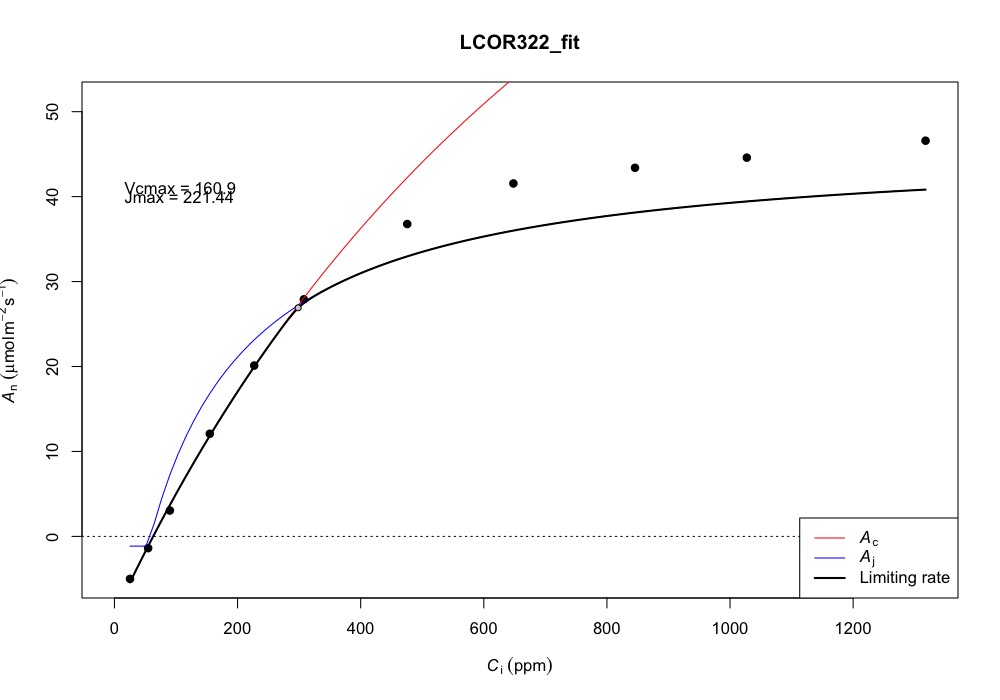 LCOR322_fit
50
40
30
20
10
0
Vcmax = 160.9
Jmax = 221.44
An (μmolm−2s−1)
0 200 400 600 800 1000 1200
Ci (ppm)
Ac
Aj
Limiting rate